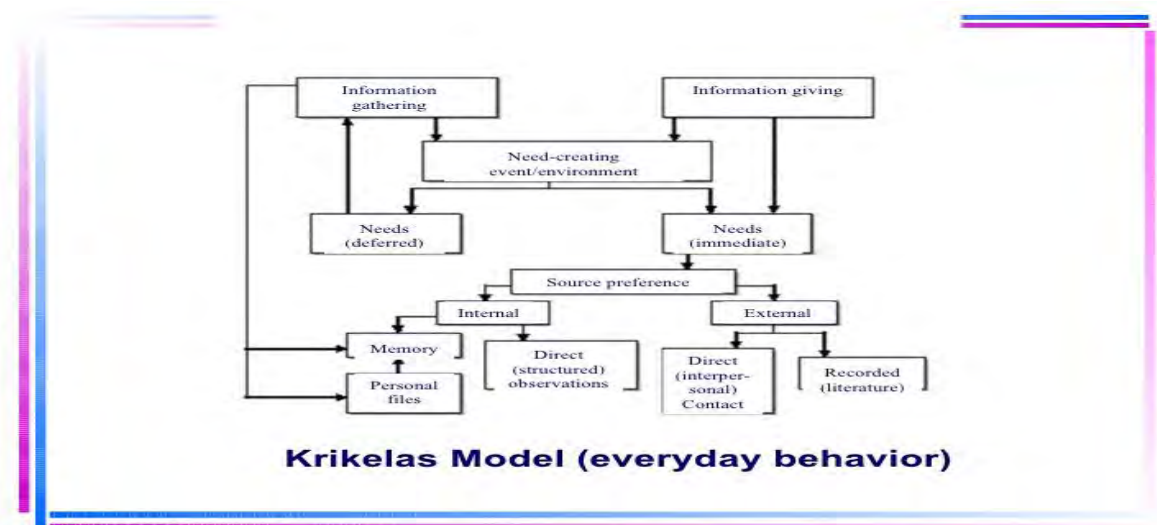 Information
gathering
Information giving
Need-creating
event/environment
Needs
(deferred)
Needs
(immediate)
Source preference
Internal
External
Memory
Direct
(structured)
observations
Direct
(interper-
sonal)
Contact
Recorded
(literature)
Personal
files
Krikelas Model (everyday behavior)